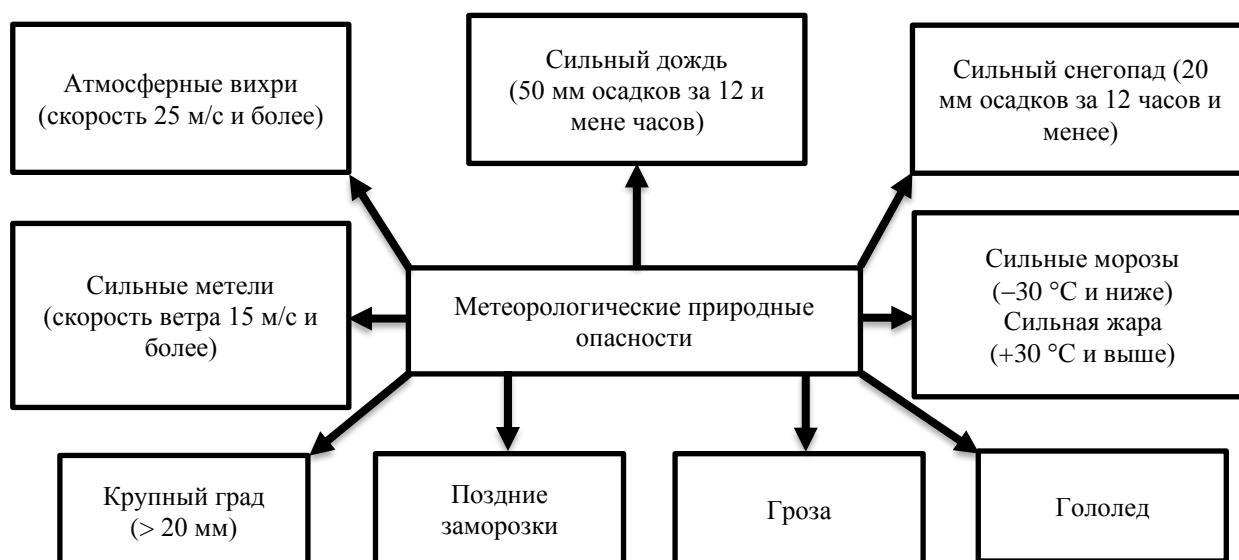 Атмосферные вихри
(скорость 25 м/с и более)
Сильный дождь
(50 мм осадков за 12 и
мене часов)
Сильный снегопад (20
мм осадков за 12 часов и
менее)
Сильные метели
(скорость ветра 15 м/с и
более)
Метеорологические природные
опасности
Сильные морозы
(–30 °С и ниже)
Сильная жара
(+30 °С и выше)
Крупный град
(> 20 мм)
Поздние
заморозки
Гроза
Гололед